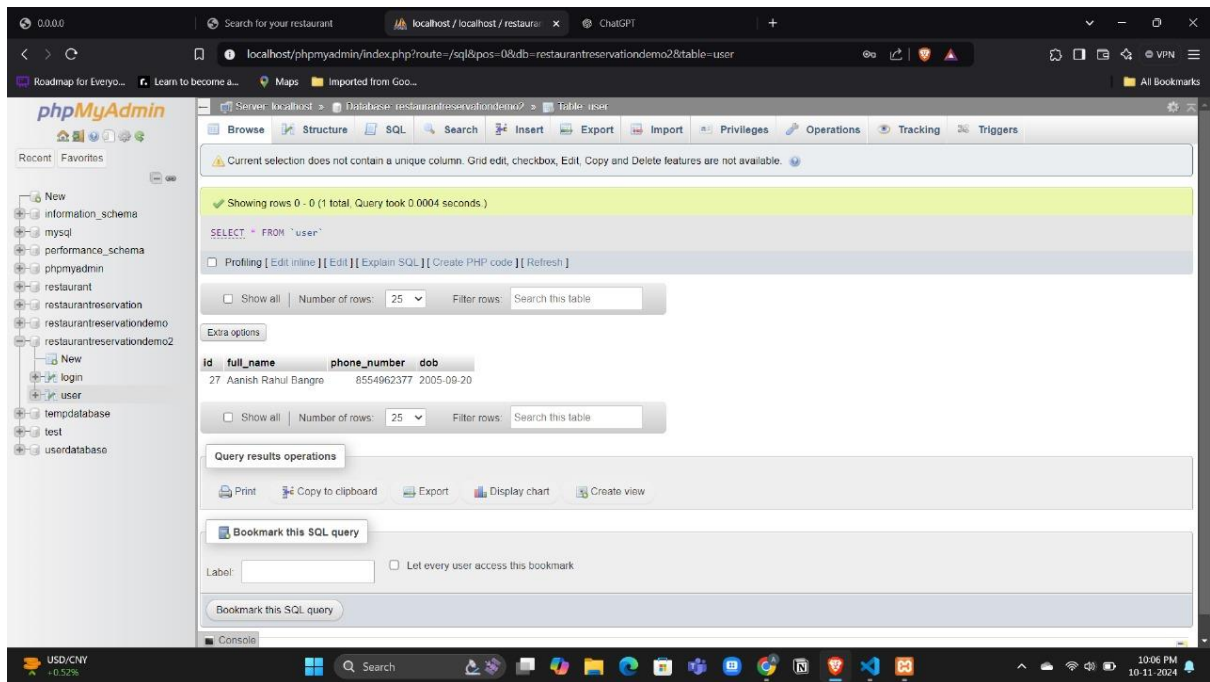 0.0.0.0
Search for your restaurant
localhost / localhost / restaurar
ChatGPT
localhost/phpmyadmin/index.php?route=/sql&pos=0&db=restaurantreservationdemo2&table=user
VPN
Roadmap for Everyo...
Learn to become a...
Maps
Imported from Goo...
All Bookmarks
phpMyAdmin
Recent Favorites
New
information_schema
mysql
performance_schema
phpmyadmin
restaurant
restaurantreservation
restaurantreservationdemo
restaurantreservationdemo2
New
login
user
tempdatabase
test
userdatabase
Server: localhost » Database: restaurantreservationdemo2 » Table: user
Browse Structure SQL Search Insert Export Import Privileges Operations Tracking Triggers
Current selection does not contain a unique column. Grid edit, checkbox, Edit, Copy and Delete features are not available.
Showing rows 0 - 0 (1 total, Query took 0.0004 seconds.)
SELECT * FROM `user`
Profiling [ Edit inline ] [ Edit ] [ Explain SQL ] [ Create PHP code ] [ Refresh ]
Show all | Number of rows: 25 Filter rows: Search this table
Extra options
id full_name phone_number dob
27 Aanish Rahul Bangre 8554962377 2005-09-20
Show all | Number of rows: 25 Filter rows: Search this table
Query results operations
Print Copy to clipboard Export Display chart Create view
Bookmark this SQL query
Label: Let every user access this bookmark
Bookmark this SQL query
Console
USD/CNY
+0.52%
Search
10:06 PM
10-11-2024